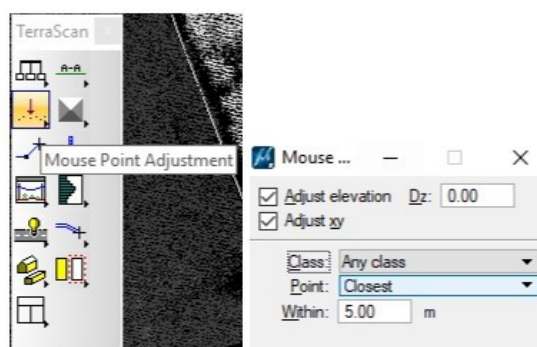 TerraScan
A-A
Mouse Point Adjustment
Mouse ...
Adjust elevation Dz: 0.00
Adjust xy
Class: Any class
Point: Closest
Within: 5.00 m